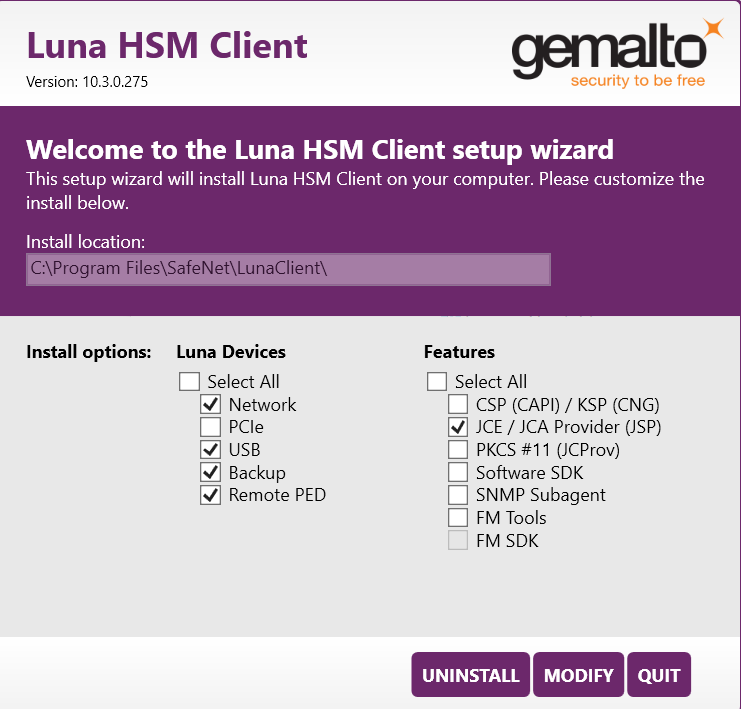 Luna HSM Client
Version: 10.3.0.275
gemalto
security to be free
Welcome to the Luna HSM Client setup wizard
This setup wizard will install Luna HSM Client on your computer. Please customize the
install below.
Install location:
C:\Program Files\SafeNet\LunaClient\
Install options:
Luna Devices
Select All
Network
PCIe
USB
Backup
Remote PED
Features
Select All
CSP (CAPI) / KSP (CNG)
JCE / JCA Provider (JSP)
PKCS #11 (JCProv)
Software SDK
SNMP Subagent
FM Tools
FM SDK
UNINSTALL
MODIFY
QUIT